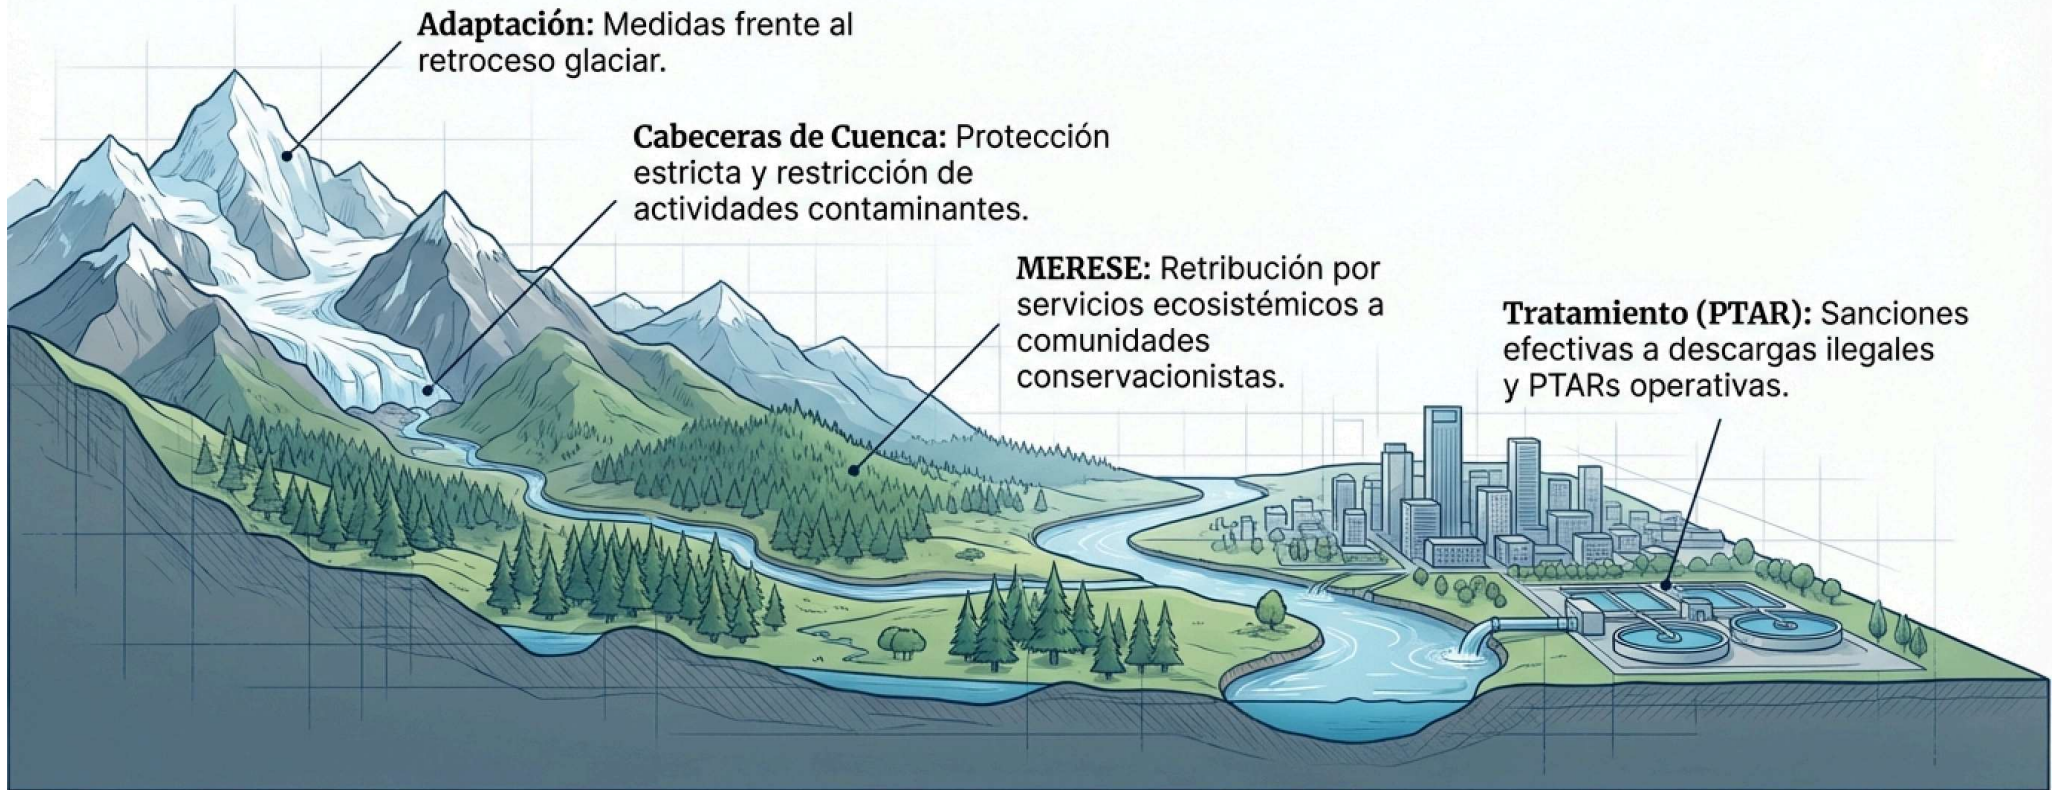 Adaptación: Medidas frente al
retroceso glaciar.
Cabeceras de Cuenca: Protección
estricta y restricción de
actividades contaminantes.
MERESE: Retribución por
servicios ecosistémicos a
comunidades
conservacionistas.
Tratamiento (PTAR): Sanciones
efectivas a descargas ilegales
y PTARs operativas.